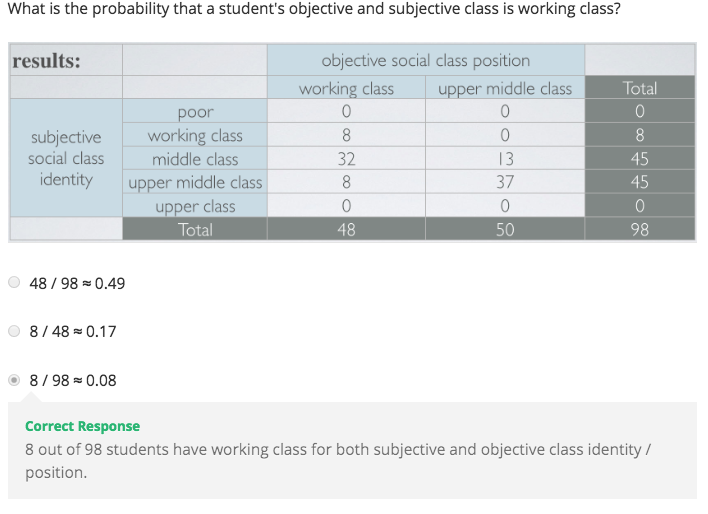 What is the probability that a student's objective and subjective class is working class?
results:
objective social class position
working class upper middle class Total
poor 0 0 0
subjective social class identity
working class 8 0 8
middle class 32 13 45
upper middle class 8 37 45
upper class 0 0 0
Total 48 50 98
48 / 98 ≈ 0.49
8 / 48 ≈ 0.17
8 / 98 ≈ 0.08
Correct Response
8 out of 98 students have working class for both subjective and objective class identity /
position.